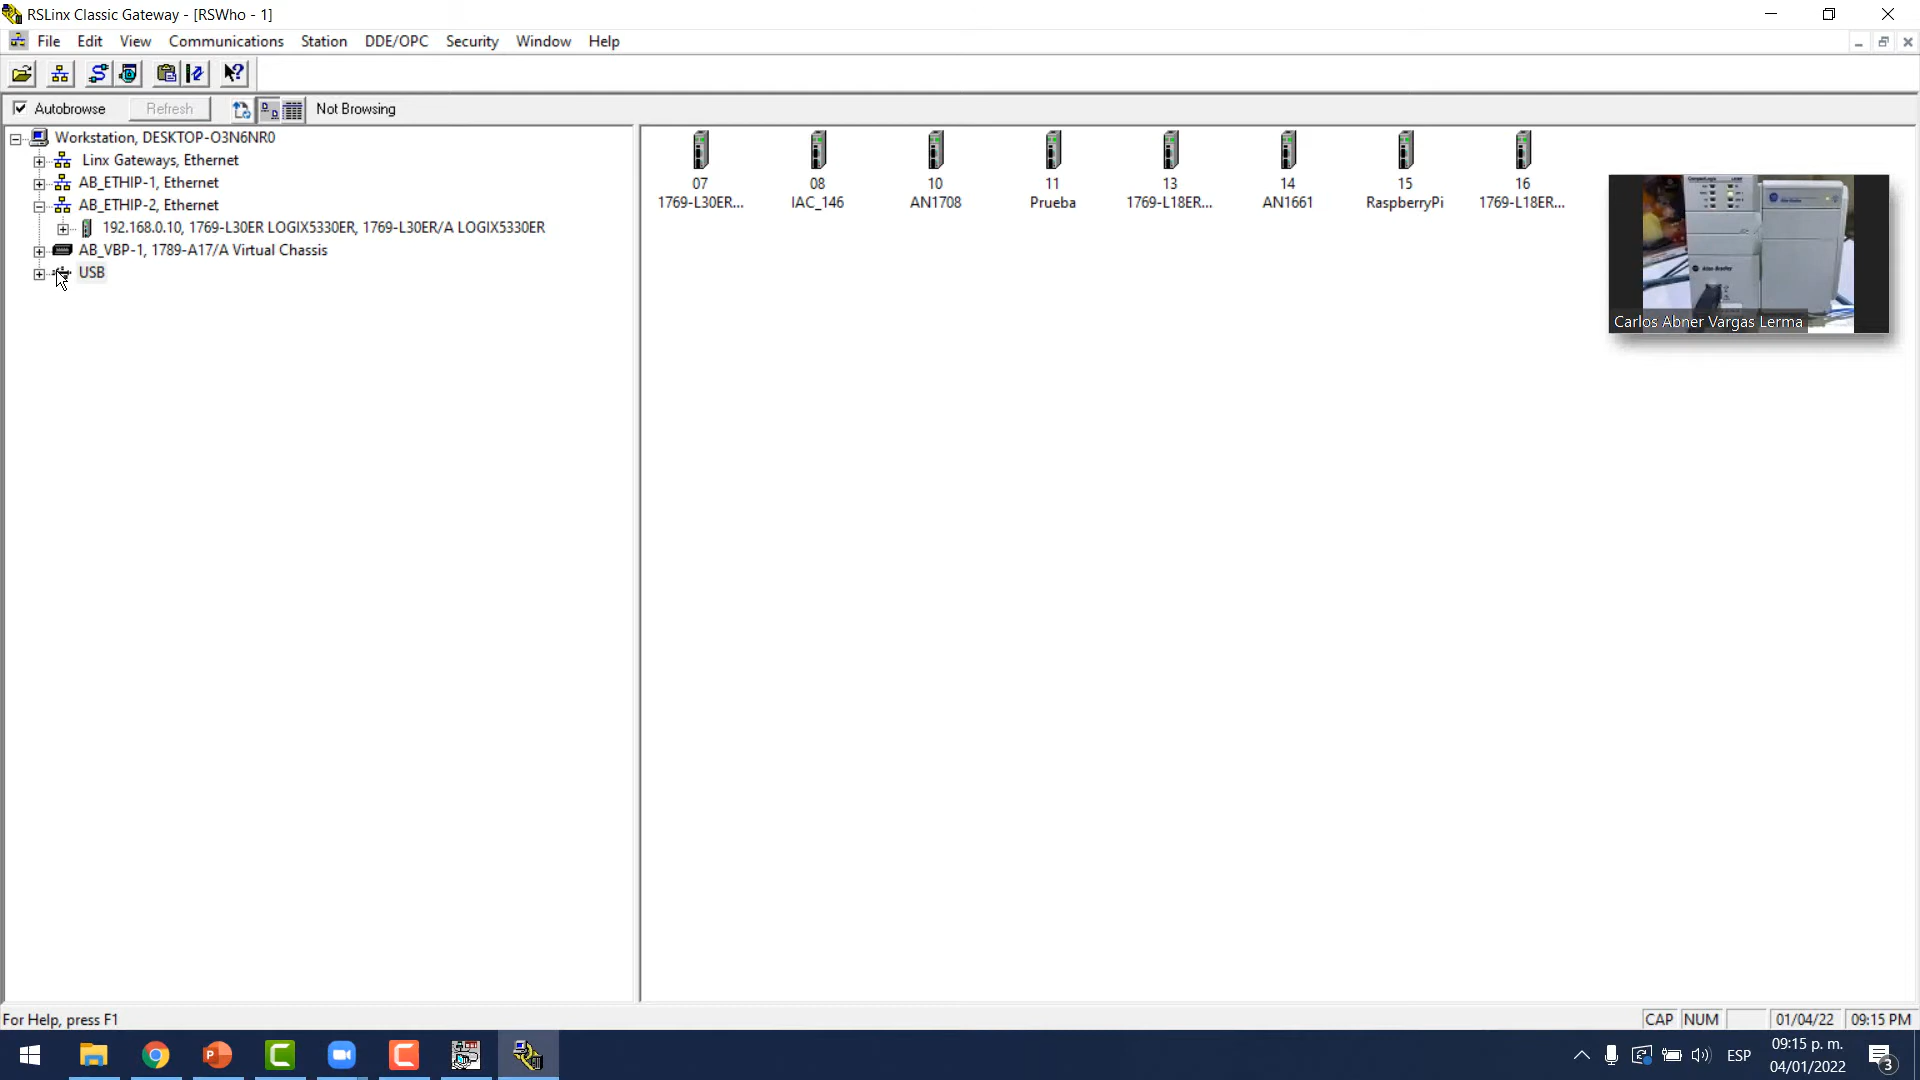 RSLinx Classic Gateway - [RSWho - 1]
File Edit View Communications Station DDE/OPC Security Window Help
Autobrowse Refresh Not Browsing
Workstation, DESKTOP-O3N6NR0
Linx Gateways, Ethernet
AB_ETHIP-1, Ethernet
AB_ETHIP-2, Ethernet
192.168.0.10, 1769-L30ER LOGIX5330ER, 1769-L30ER/A LOGIX5330ER
AB_VBP-1, 1789-A17/A Virtual Chassis
USB
07 08 10 11 13 14 15 16
1769-L30ER... IAC_146 AN1708 Prueba 1769-L18ER... AN1661 RaspberryPi 1769-L18ER...
Allen-Bradley
Carlos Abner Vargas Lerma
For Help, press F1
CAP NUM 01/04/22 09:15 PM
ESP
09:15 p. m.
04/01/2022
3